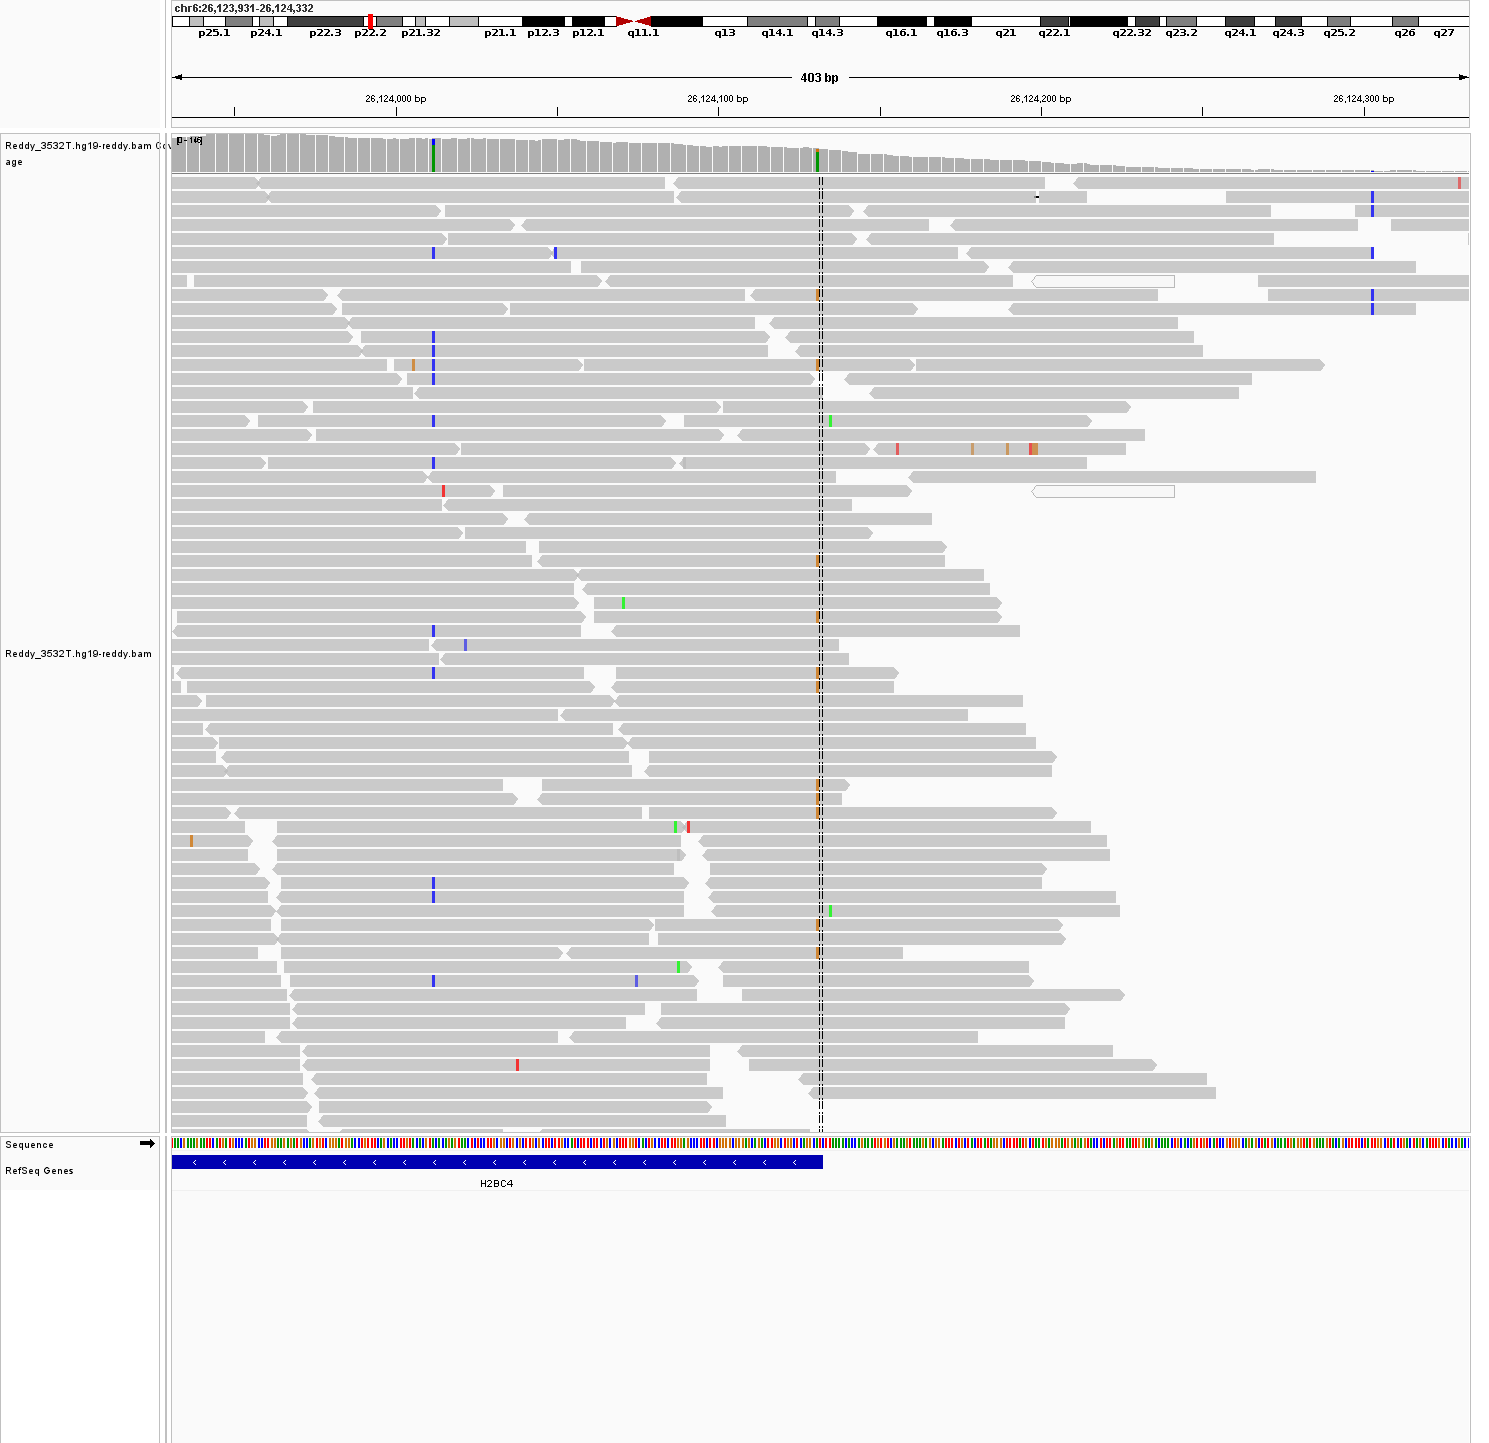 chr6:26,123,931-26,124,332
p25.1 p24.1 p22.3 p22.2 p21.32 p21.1 p12.3 p12.1 q11.1 q13 q14.1 q14.3 q16.1 q16.3 q21 q22.1 q22.32 q23.2 q24.1 q24.3 q25.2 q26 q27
403 bp
26,124,000 bp 26,124,100 bp 26,124,200 bp 26,124,300 bp
Reddy_3532T.hg19-reddy.bam Cov
age
Reddy_3532T.hg19-reddy.bam
Sequence
RefSeq Genes
H2BC4